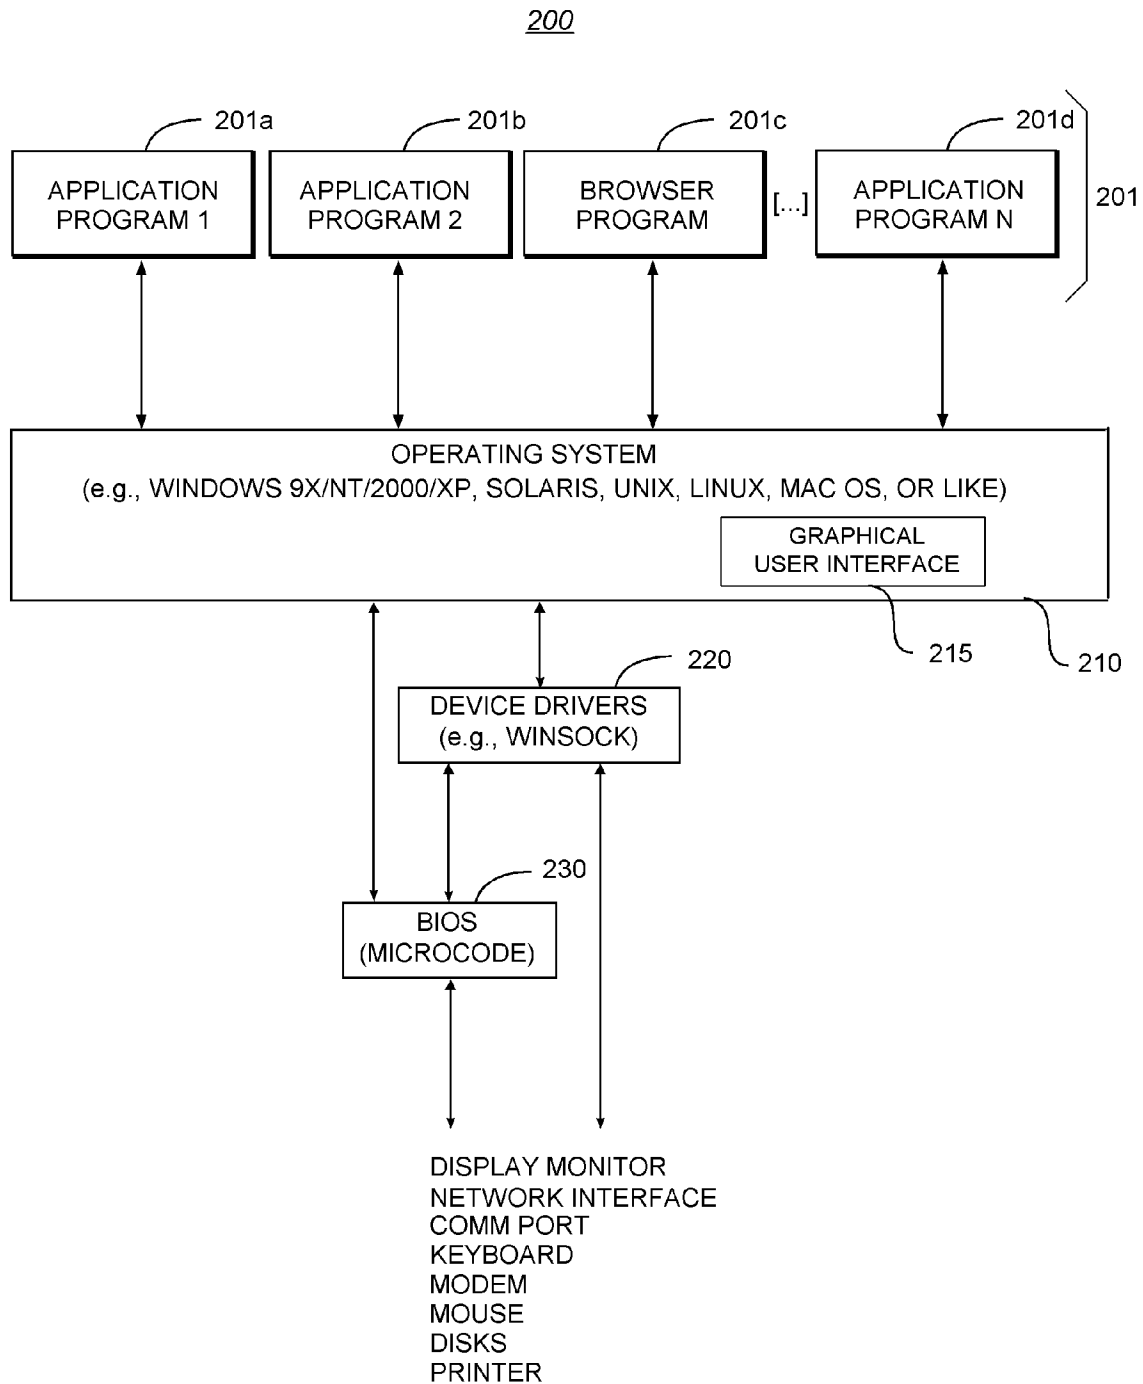 200
201a
201b
201c
201d
APPLICATION
PROGRAM 1
APPLICATION
PROGRAM 2
BROWSER
PROGRAM
[...]
APPLICATION
PROGRAM N
201
OPERATING SYSTEM
(e.g., WINDOWS 9X/NT/2000/XP, SOLARIS, UNIX, LINUX, MAC OS, OR LIKE)
GRAPHICAL
USER INTERFACE
215
210
220
DEVICE DRIVERS
(e.g., WINSOCK)
230
BIOS
(MICROCODE)
DISPLAY MONITOR
NETWORK INTERFACE
COMM PORT
KEYBOARD
MODEM
MOUSE
DISKS
PRINTER